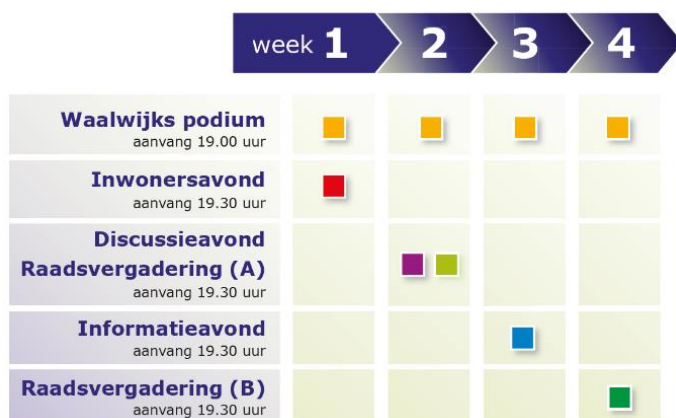 week 1 2 3 4
Waalwijks podium
aanvang 19.00 uur
Inwonersavond
aanvang 19.30 uur
Discussieavond
Raadsvergadering (A)
aanvang 19.30 uur
Informatieavond
aanvang 19.30 uur
Raadsvergadering (B)
aanvang 19.30 uur